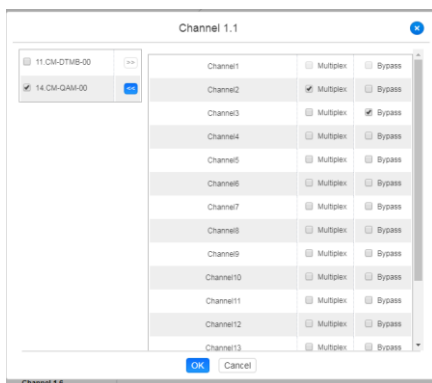 Channel 1.1
11.CM-DTMB-00 >>
14.CM-QAM-00 <<
Channel1 Multiplex Bypass
Channel2 Multiplex Bypass
Channel3 Multiplex Bypass
Channel4 Multiplex Bypass
Channel5 Multiplex Bypass
Channel6 Multiplex Bypass
Channel7 Multiplex Bypass
Channel8 Multiplex Bypass
Channel9 Multiplex Bypass
Channel10 Multiplex Bypass
Channel11 Multiplex Bypass
Channel12 Multiplex Bypass
Channel13 Multiplex Bypass
OK Cancel
Channel 1.6